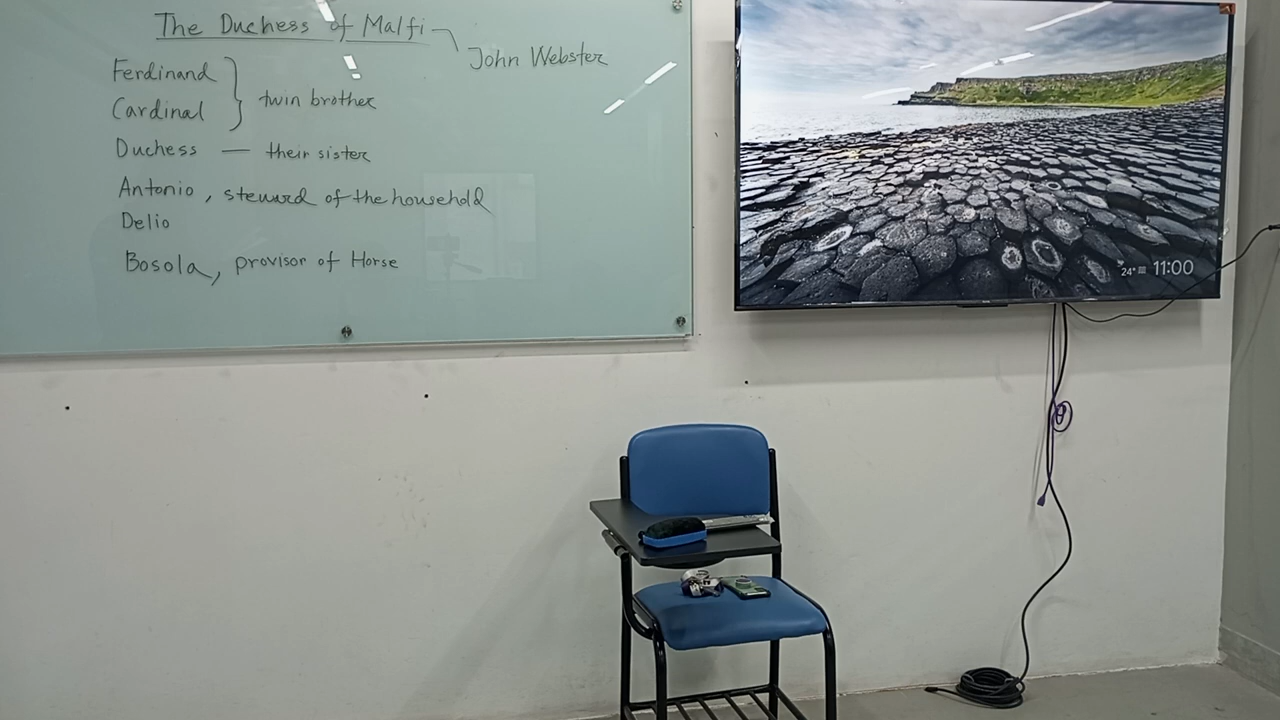 The Duchess of Malfi
John Webster
Ferdinand
Cardinal
twin brother
Duchess — their sister
Antonio, steward of the household
Delio
Bosola, provisor of Horse
24° 11:00